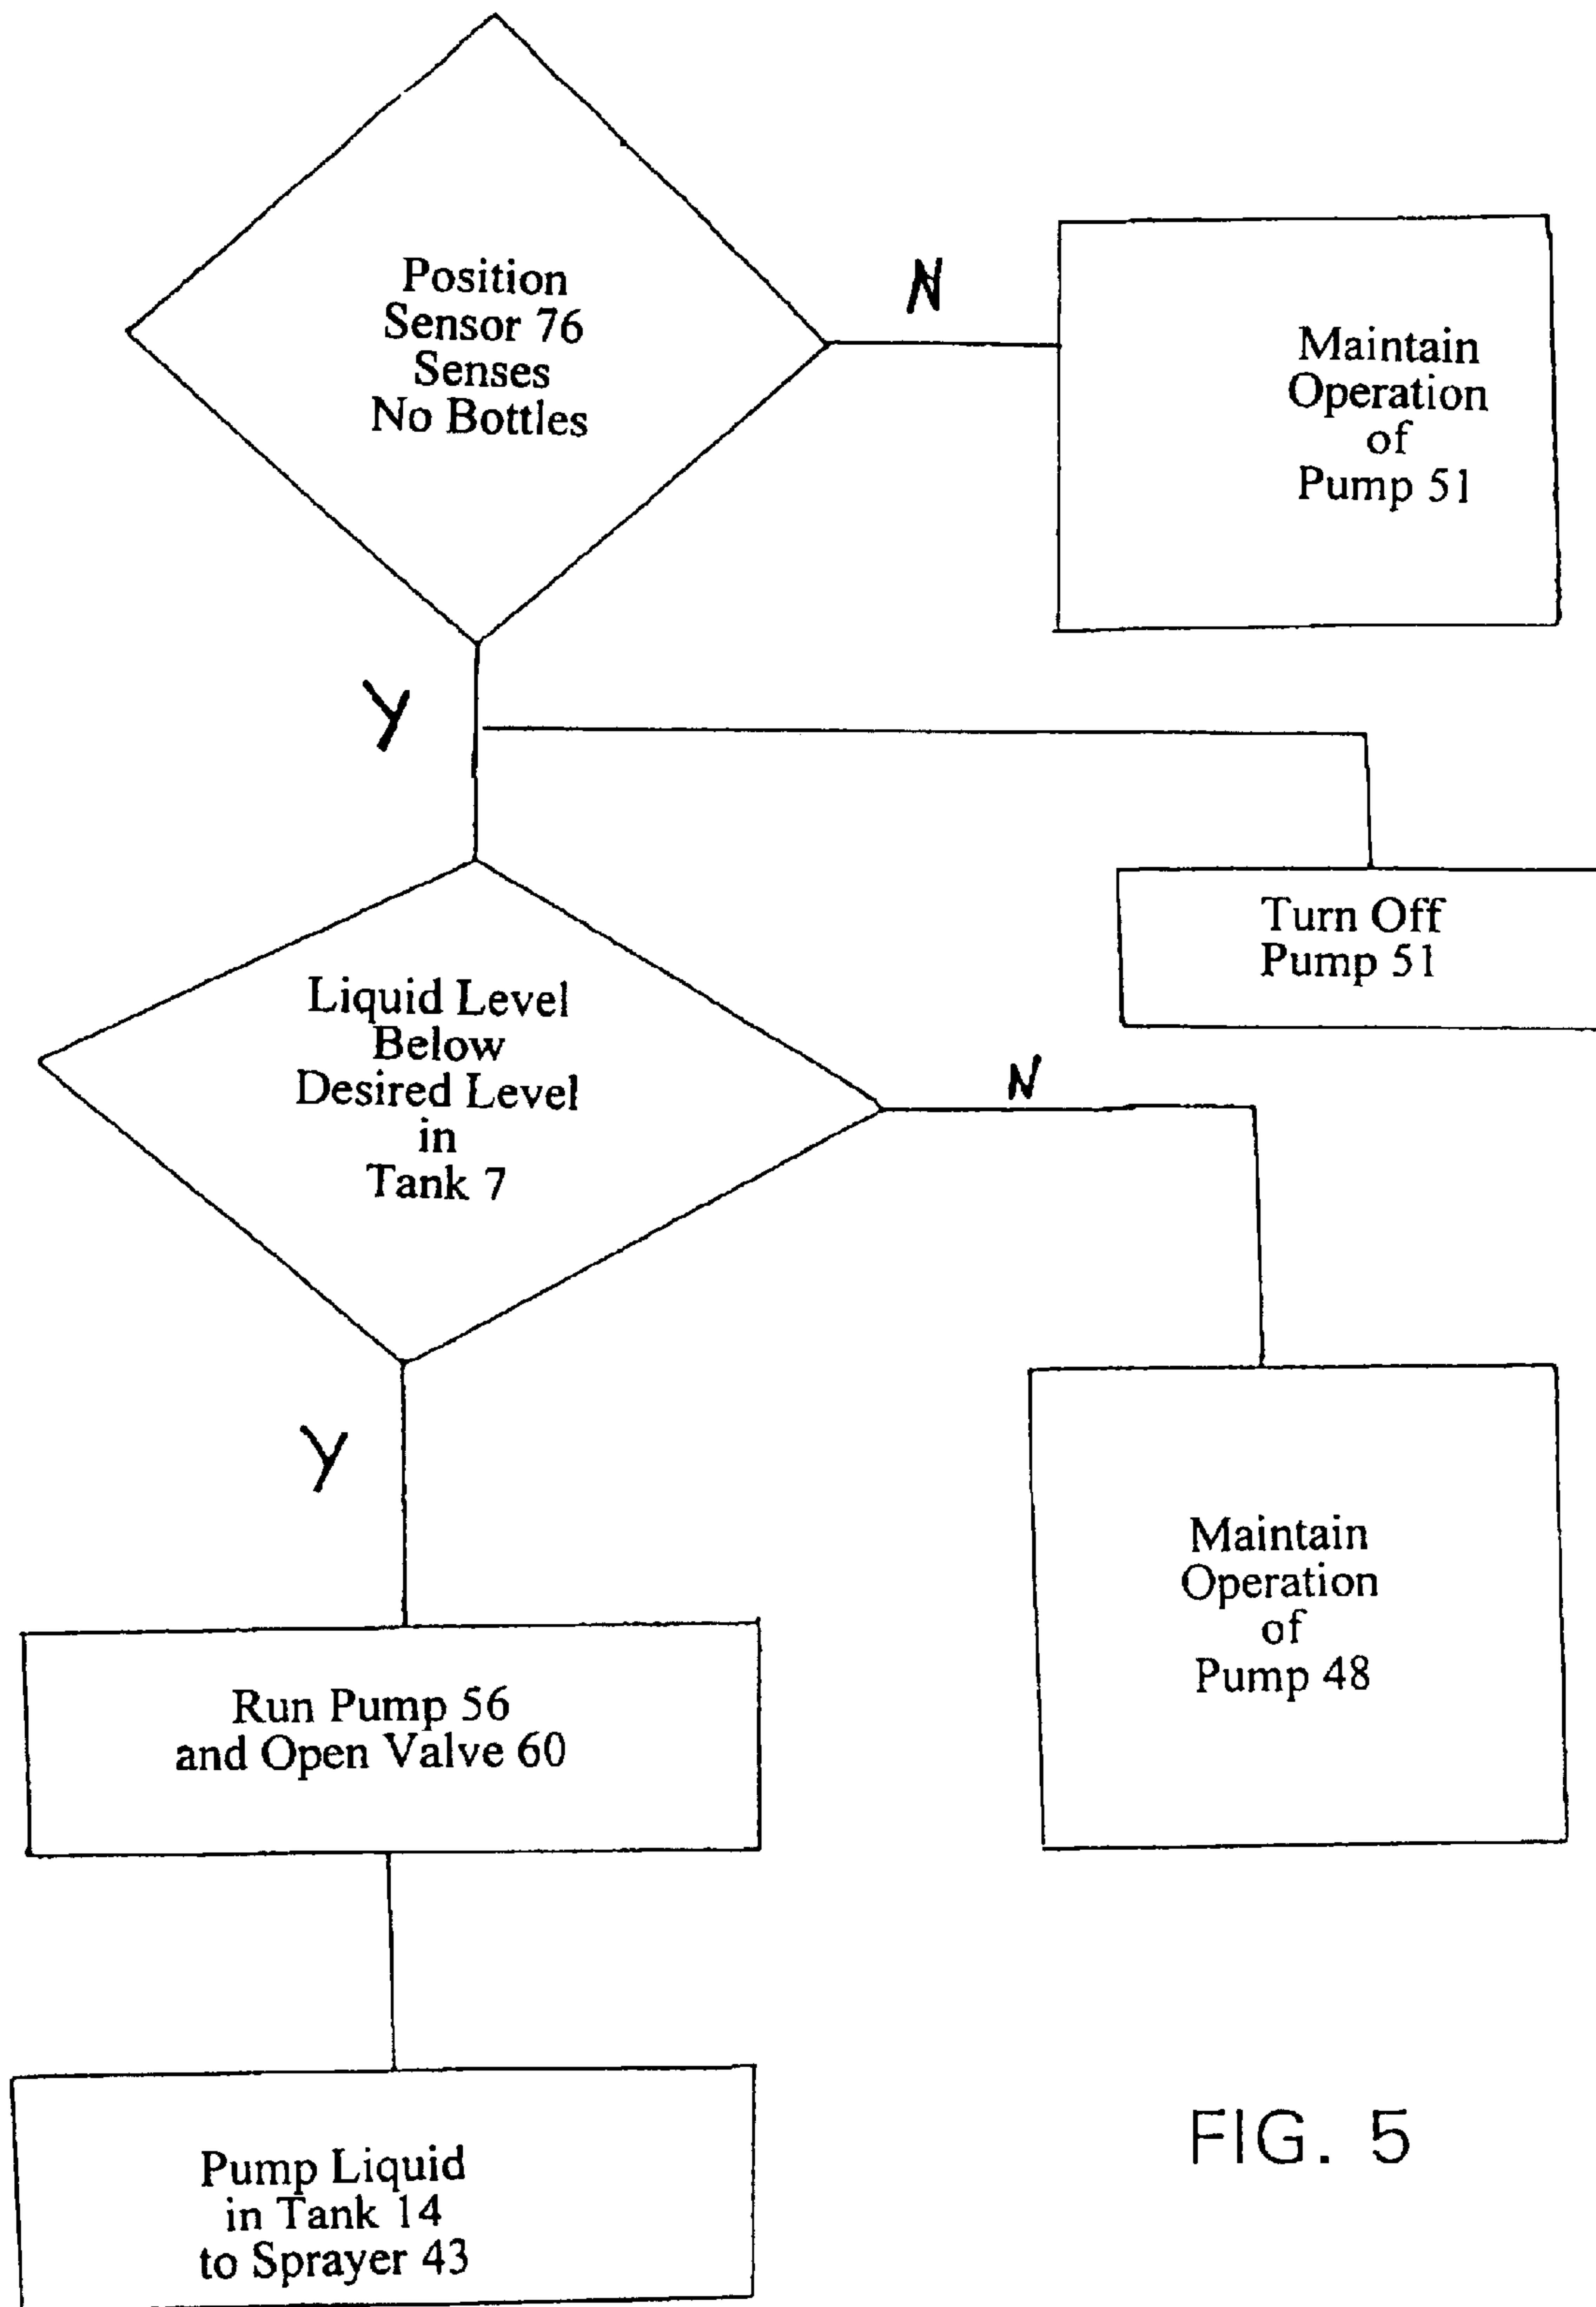 Position
Sensor 76
Senses
No Bottles
N
Maintain
Operation
of
Pump 51
Y
Turn Off
Pump 51
Liquid Level
Below
Desired Level
in
Tank 7
N
Y
Maintain
Operation
of
Pump 48
Run Pump 56
and Open Valve 60
Pump Liquid
in Tank 14
to Sprayer 43
FIG. 5